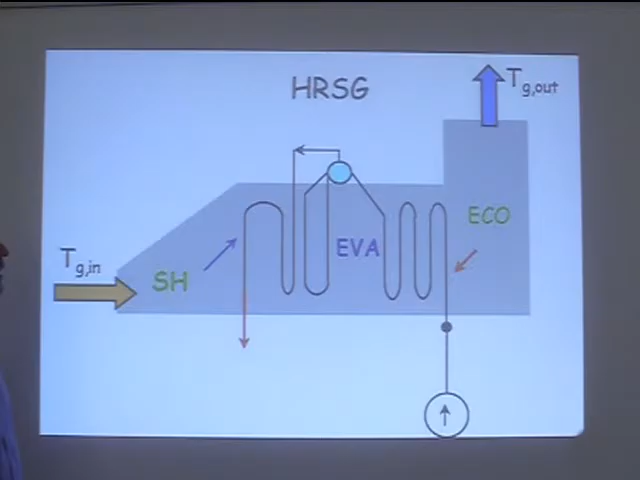 HRSG
T g,out
T g,in
SH
EVA
ECO